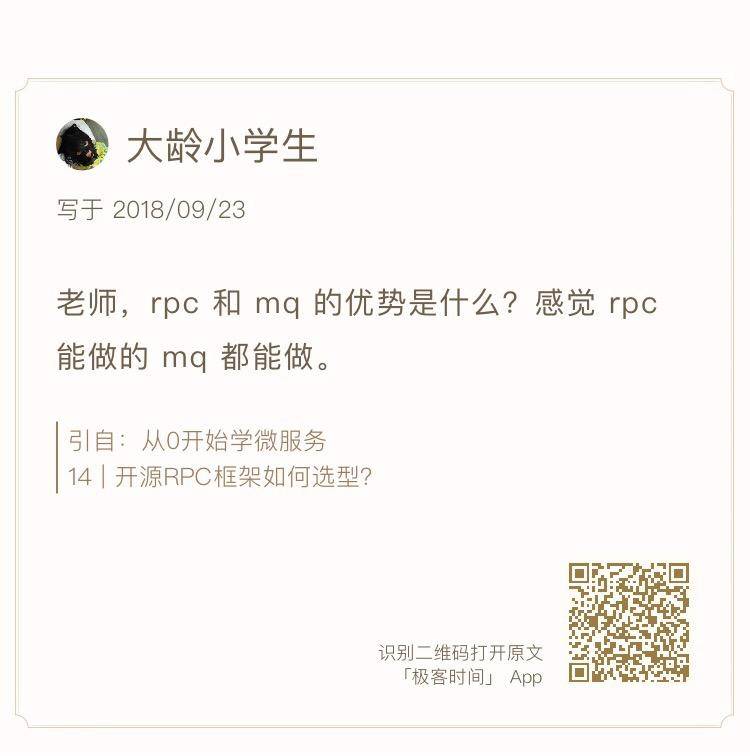 大龄小学生
写于 2018/09/23
老师，rpc 和 mq 的优势是什么？感觉 rpc
能做的 mq 都能做。
引自：从0开始学微服务
14 | 开源RPC框架如何选型？
识别二维码打开原文
「极客时间」 App